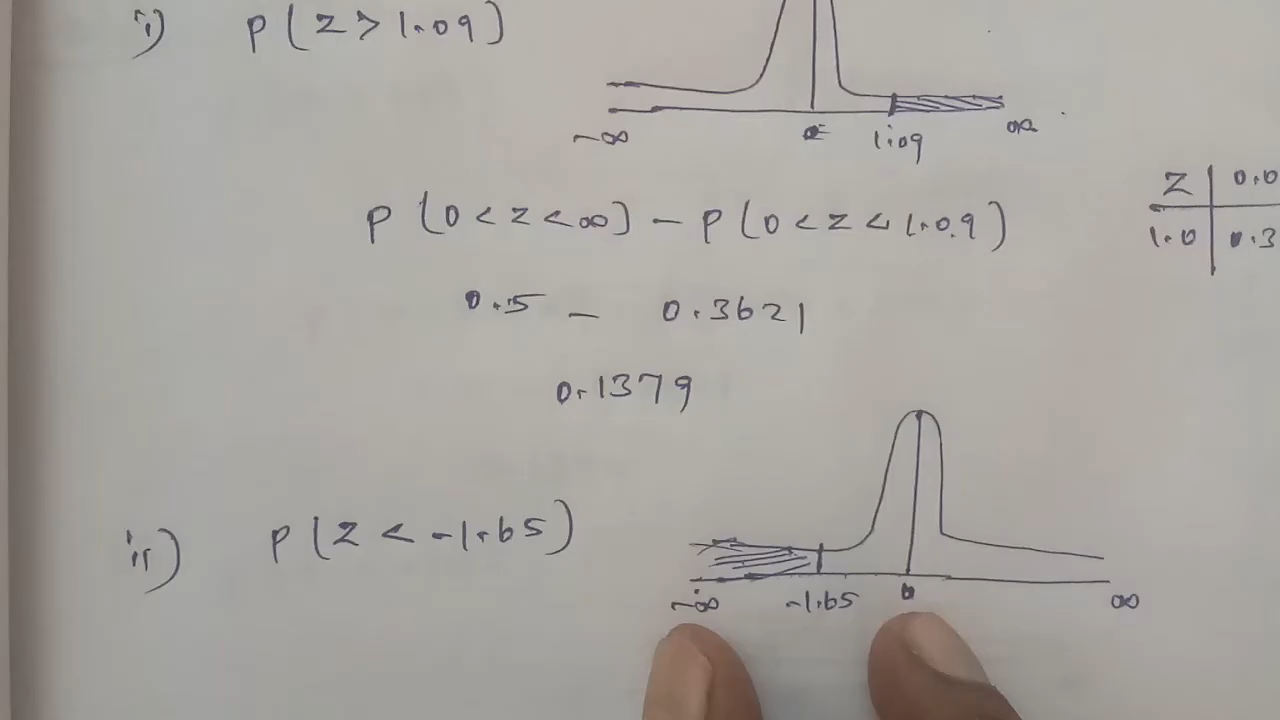 i) P(Z > 1.09)
-∞ 0 1.09 ∞
P(0 < Z < ∞) - P(0 < Z < 1.09)
Z | 0.0
1.0 | 0.3
0.5 - 0.3621
0.1379
ii) P(Z < -1.65)
-∞ -1.65 0 ∞